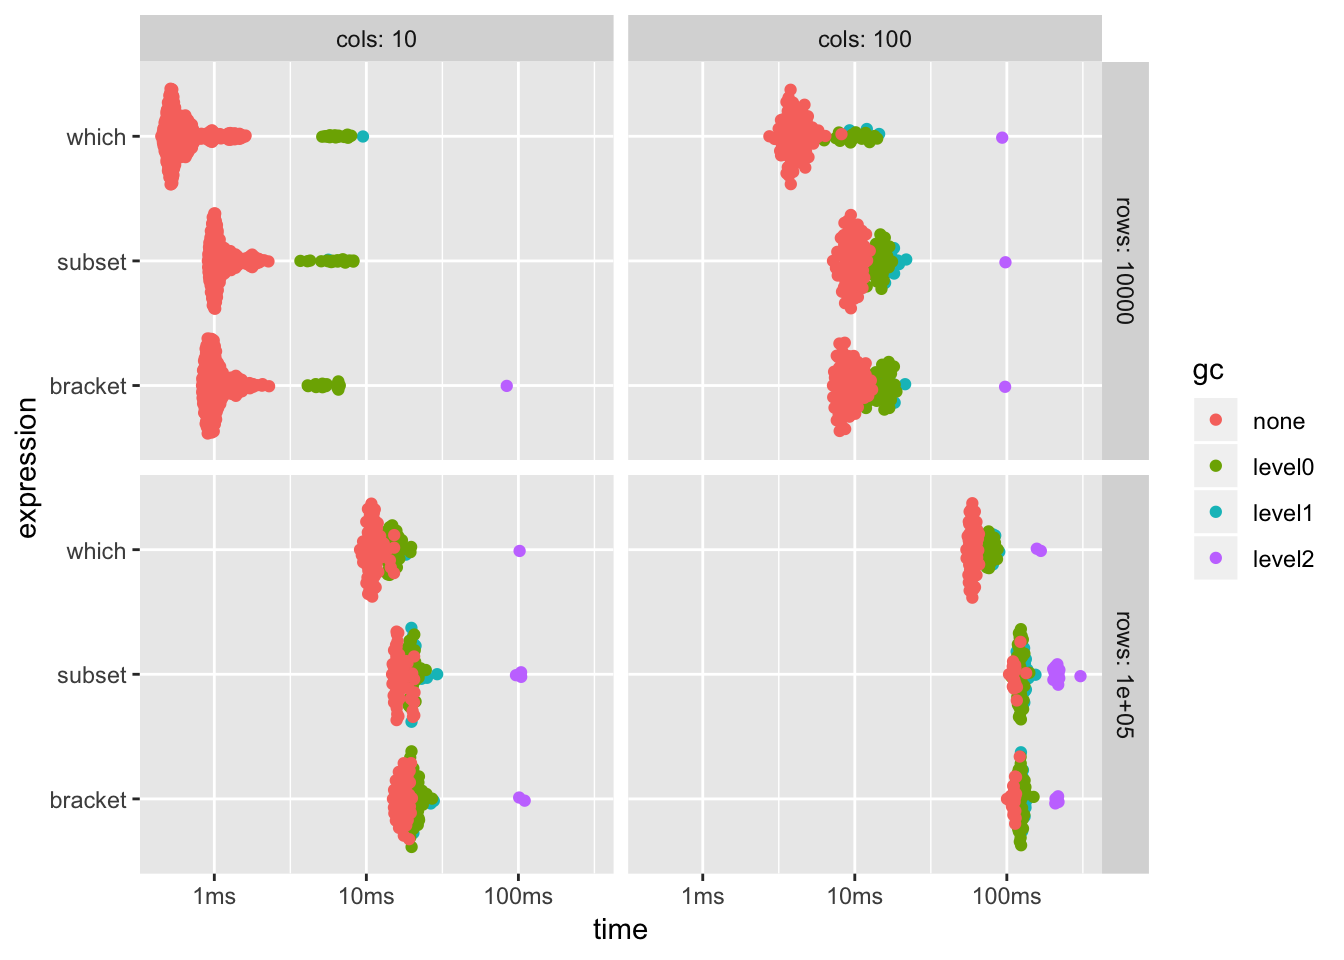 cols: 10
cols: 100
which
subset
bracket
rows: 10000
which
subset
bracket
rows: 1e+05
expression
1ms
10ms
100ms
1ms
10ms
100ms
time
gc
none
level0
level1
level2